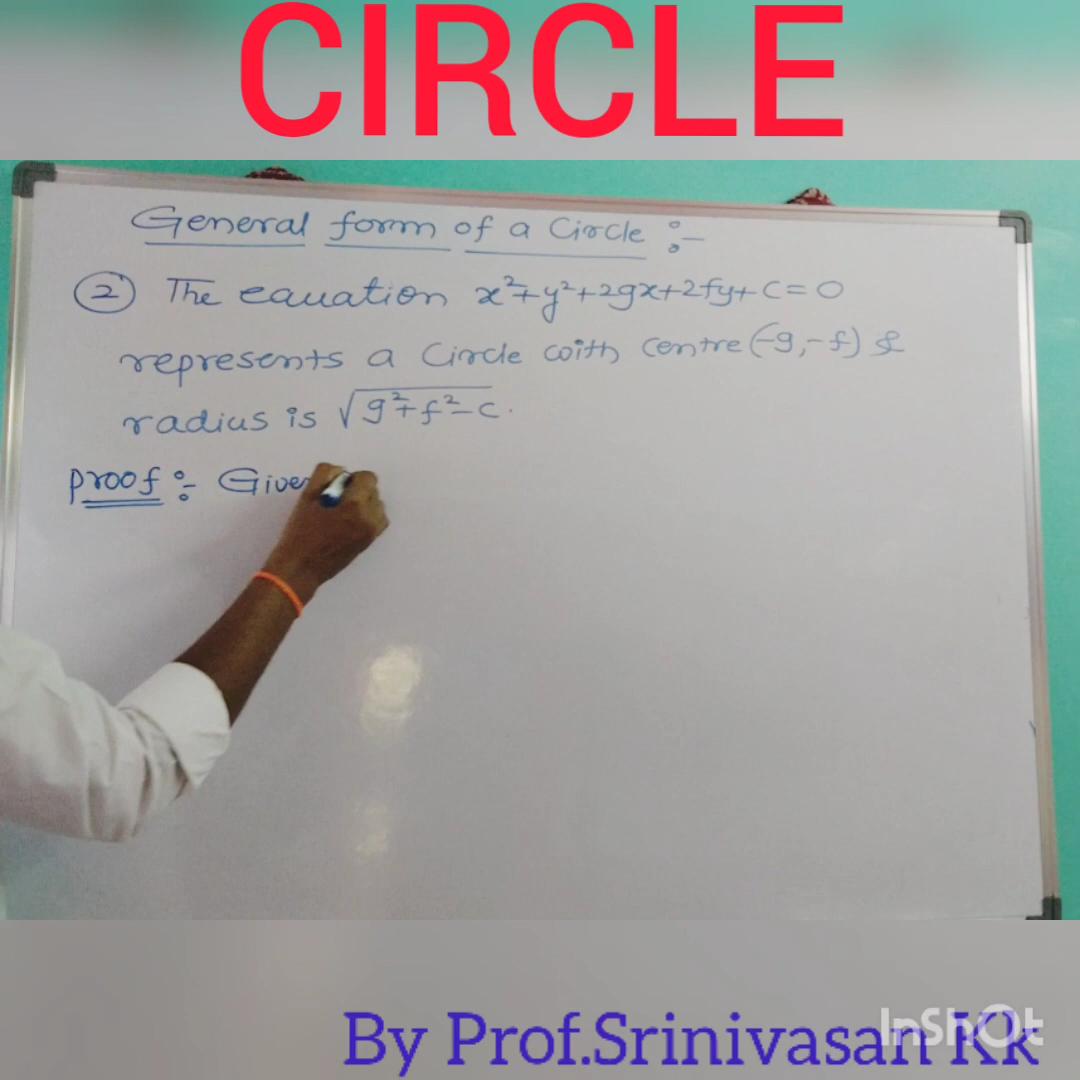 CIRCLE
General form of a Circle :-
② The equation x²+y²+2gx+2fy+c=0
represents a Circle with centre (-g,-f) &
radius is √g²+f²-c.
Proof :- Given
InShOt
By Prof.Srinivasan Kk